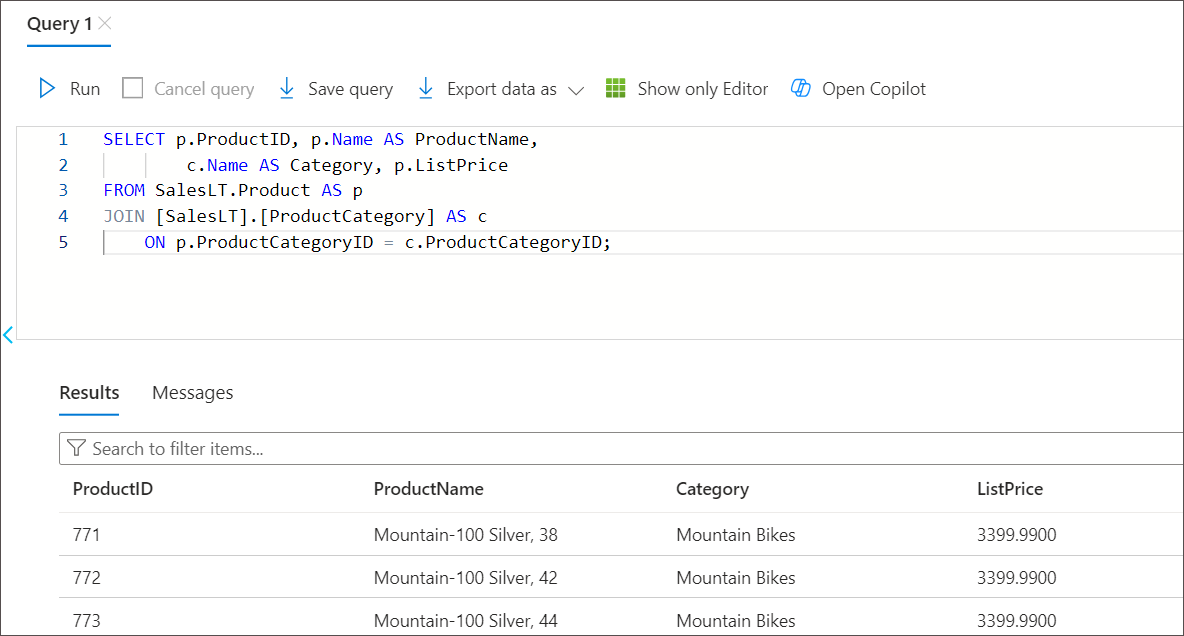 Query 1
Run Cancel query Save query Export data as Show only Editor Open Copilot
1 SELECT p.ProductID, p.Name AS ProductName,
2 c.Name AS Category, p.ListPrice
3 FROM SalesLT.Product AS p
4 JOIN [SalesLT].[ProductCategory] AS c
5 ON p.ProductCategoryID = c.ProductCategoryID;
Results Messages
Search to filter items...
ProductID ProductName Category ListPrice
771 Mountain-100 Silver, 38 Mountain Bikes 3399.9900
772 Mountain-100 Silver, 42 Mountain Bikes 3399.9900
773 Mountain-100 Silver, 44 Mountain Bikes 3399.9900